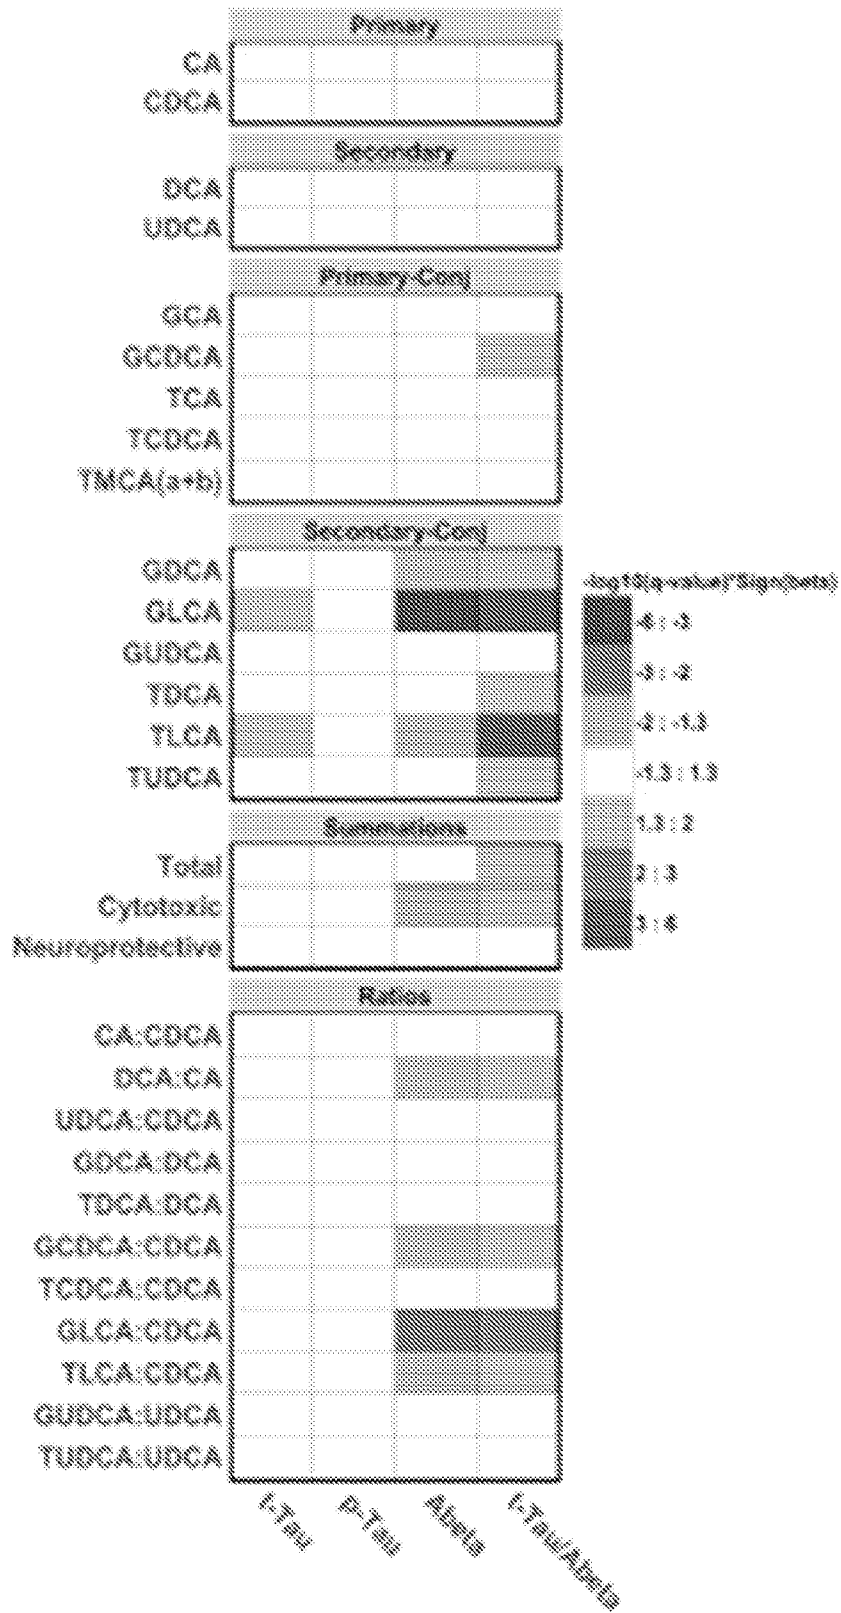 Primary
CA
CDCA
Secondary
DCA
UDCA
Primary-Conj
GCA
GCDCA
TCA
TCDCA
TMCA(a+b)
Secondary-Conj
GDCA
GLCA
GUDCA
TDCA
TLCA
TUDCA
-log10(q-value)*Sign(beta)
-6 : -3
-3 : -2
-2 : -1.3
-1.3 : 1.3
1.3 : 2
2 : 3
3 : 6
Summations
Total
Cytotoxic
Neuroprotective
Ratios
CA:CDCA
DCA:CA
UDCA:CDCA
GDCA:DCA
TDCA:DCA
GCDCA:CDCA
TCDCA:CDCA
GLCA:CDCA
TLCA:CDCA
GUDCA:UDCA
TUDCA:UDCA
t-Tau
p-Tau
Abeta
t-Tau/Abeta